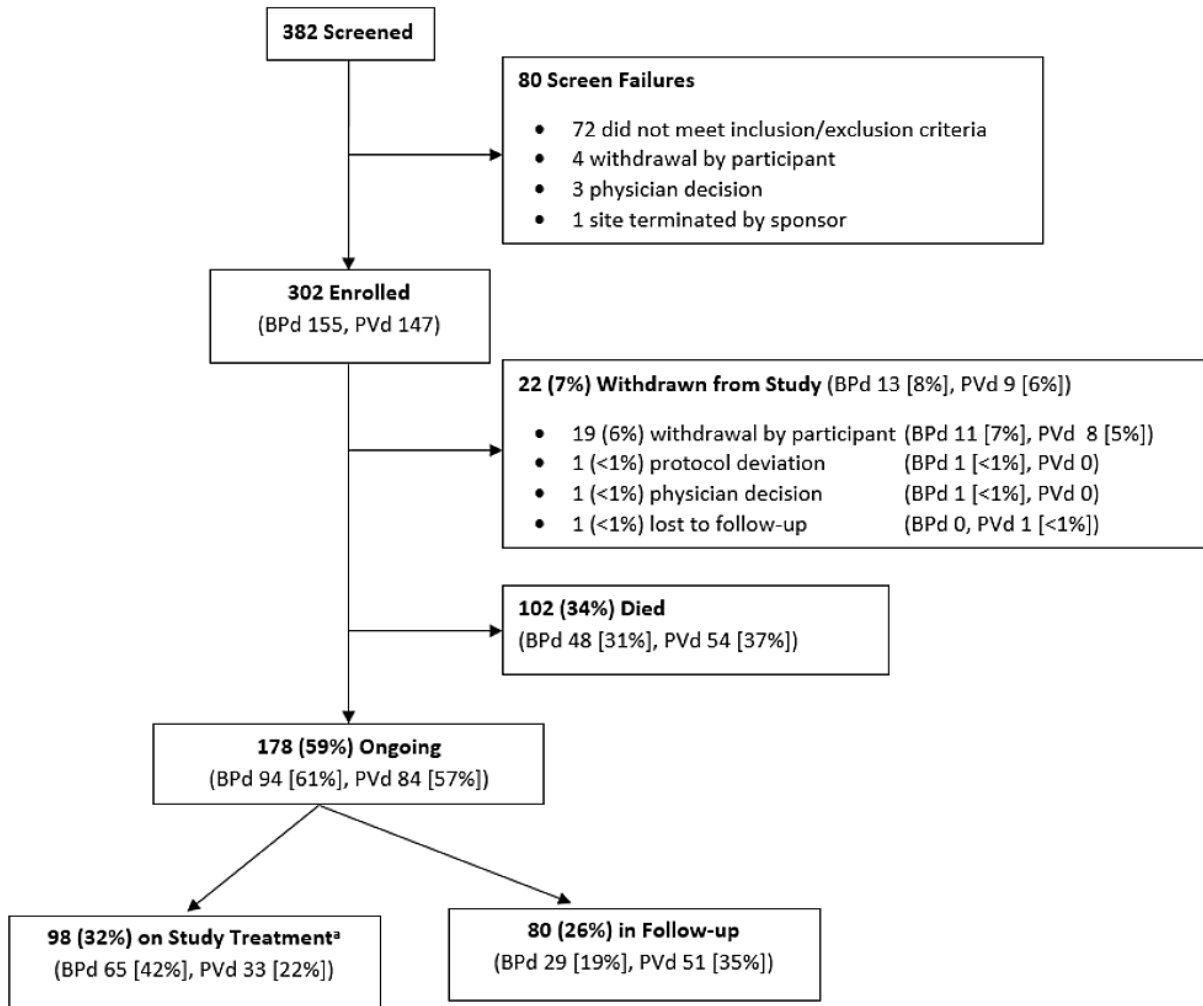 382 Screened
80 Screen Failures
• 72 did not meet inclusion/exclusion criteria
• 4 withdrawal by participant
• 3 physician decision
• 1 site terminated by sponsor
302 Enrolled
(BPd 155, PVd 147)
22 (7%) Withdrawn from Study (BPd 13 [8%], PVd 9 [6%])
• 19 (6%) withdrawal by participant (BPd 11 [7%], PVd 8 [5%])
• 1 (<1%) protocol deviation (BPd 1 [<1%], PVd 0)
• 1 (<1%) physician decision (BPd 1 [<1%], PVd 0)
• 1 (<1%) lost to follow-up (BPd 0, PVd 1 [<1%])
102 (34%) Died
(BPd 48 [31%], PVd 54 [37%])
178 (59%) Ongoing
(BPd 94 [61%], PVd 84 [57%])
98 (32%) on Study Treatmentᵃ
(BPd 65 [42%], PVd 33 [22%])
80 (26%) in Follow-up
(BPd 29 [19%], PVd 51 [35%])